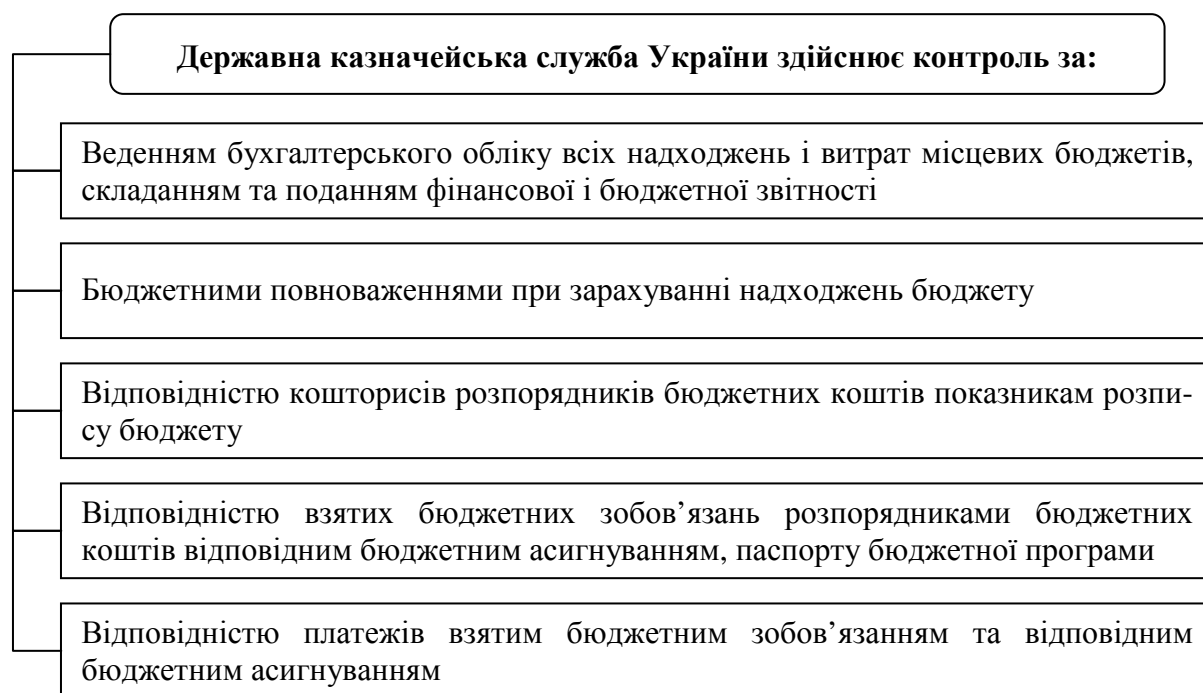 Державна казначейська служба України здійснює контроль за:
Веденням бухгалтерського обліку всіх надходжень і витрат місцевих бюджетів,
складанням та поданням фінансової і бюджетної звітності
Бюджетними повноваженнями при зарахуванні надходжень бюджету
Відповідністю кошторисів розпорядників бюджетних коштів показникам розпи-
су бюджету
Відповідністю взятих бюджетних зобов’язань розпорядниками бюджетних
коштів відповідним бюджетним асигнуванням, паспорту бюджетної програми
Відповідністю платежів взятим бюджетним зобов’язанням та відповідним
бюджетним асигнуванням